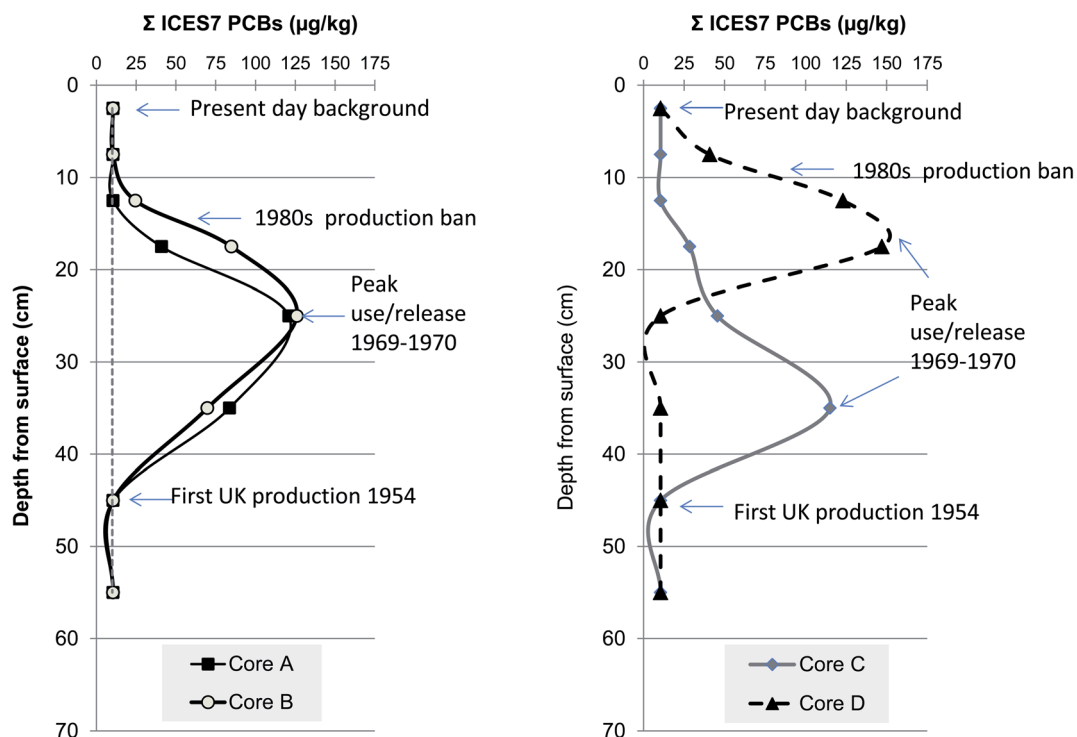 Σ ICES7 PCBs (µg/kg)
0 25 50 75 100 125 150 175
0
10
20
30
40
50
60
70
Depth from surface (cm)
Present day background
1980s production ban
Peak
use/release
1969-1970
First UK production 1954
Core A
Core B
Σ ICES7 PCBs (µg/kg)
0 25 50 75 100 125 150 175
0
10
20
30
40
50
60
70
Depth from surface (cm)
Present day background
1980s production ban
Peak
use/release
1969-1970
First UK production 1954
Core C
Core D